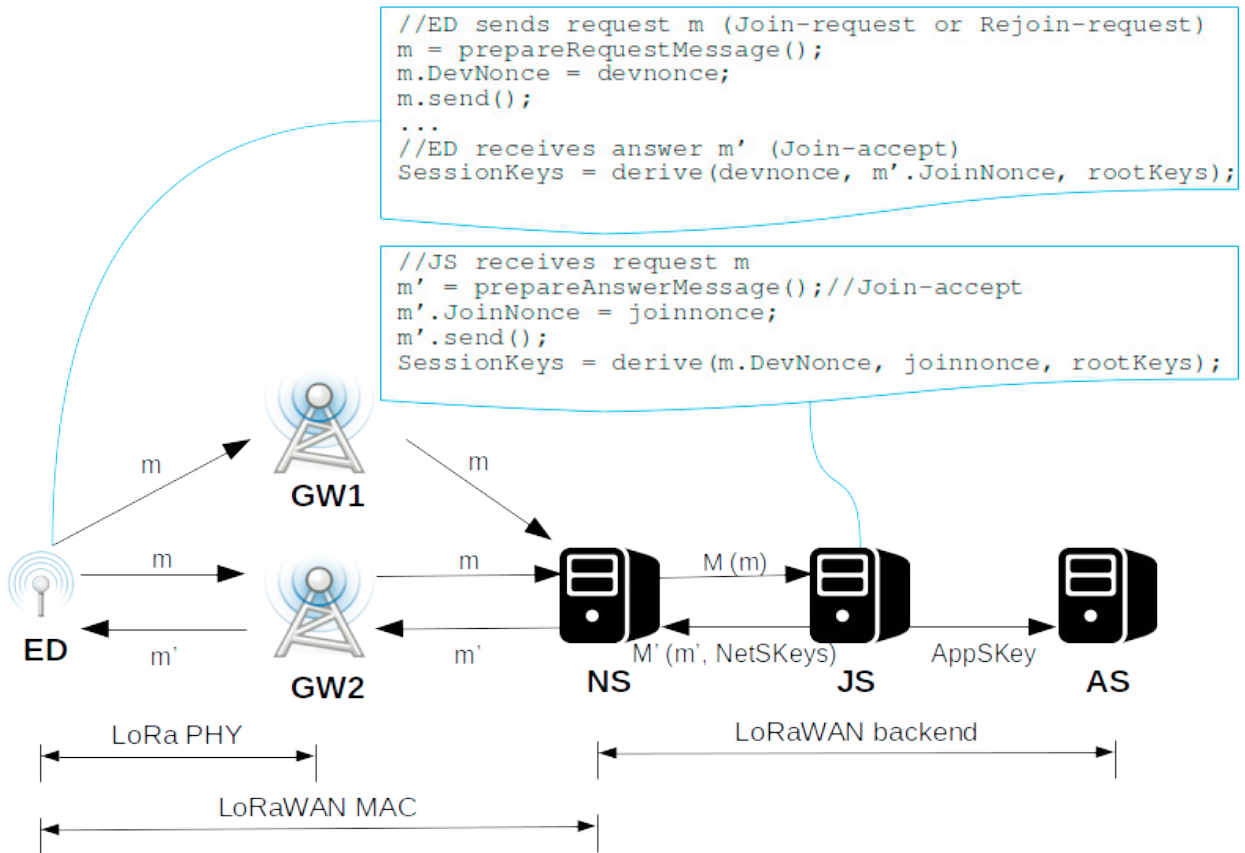 //ED sends request m (Join-request or Rejoin-request)
m = prepareRequestMessage();
m.DevNonce = devnonce;
m.send();
...
//ED receives answer m’ (Join-accept)
SessionKeys = derive(devnonce, m’.JoinNonce, rootKeys);
//JS receives request m
m’ = prepareAnswerMessage();//Join-accept
m’.JoinNonce = joinnonce;
m’.send();
SessionKeys = derive(m.DevNonce, joinnonce, rootKeys);
m
m
GW1
m
m
M (m)
ED
m’
GW2
m’
NS
M’ (m’, NetSKeys)
JS
AppSKey
AS
LoRa PHY
LoRaWAN backend
LoRaWAN MAC